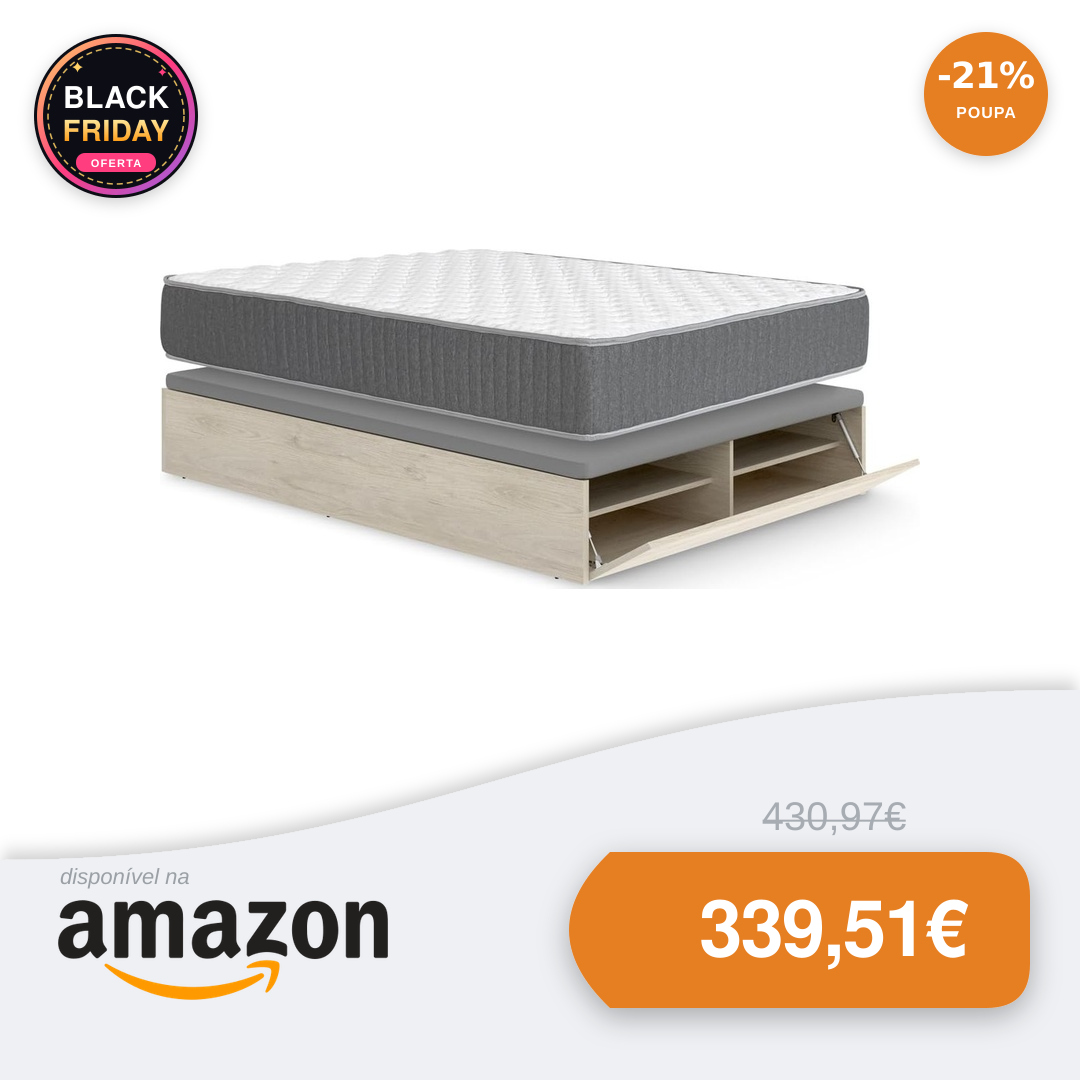 BLACK
FRIDAY
OFERTA
-21%
POUPA
430,97€
disponível na
amazon
339,51€